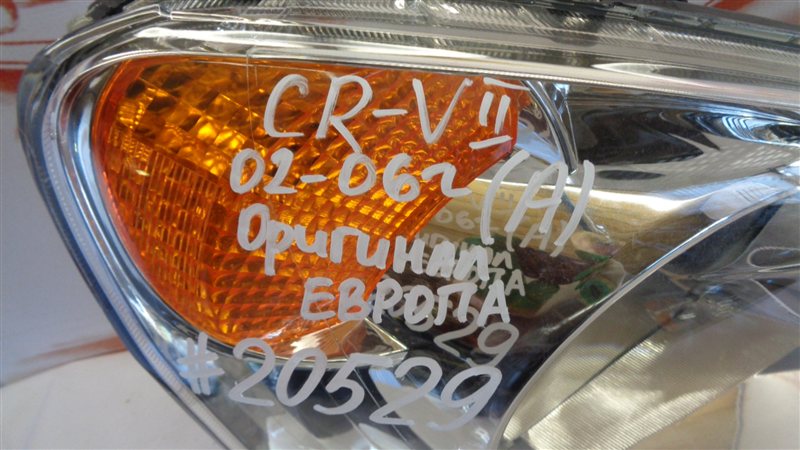 CR-V II
02-06г (A)
Оригинал
ЕВРОПА
#20529